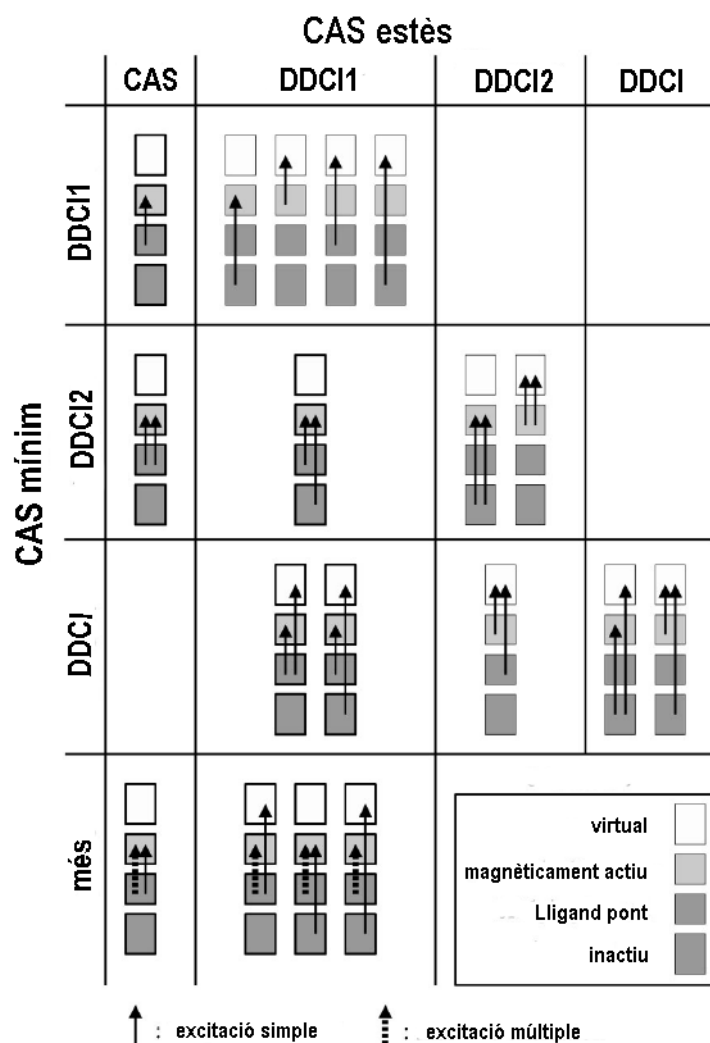 CAS estès
CAS DDCI1 DDCI2 DDCI
CAS mínim
DDCI1
DDCI2
DDCI
més
virtual
magnèticament actiu
Lligand pont
inactiu
: excitació simple : excitació múltiple